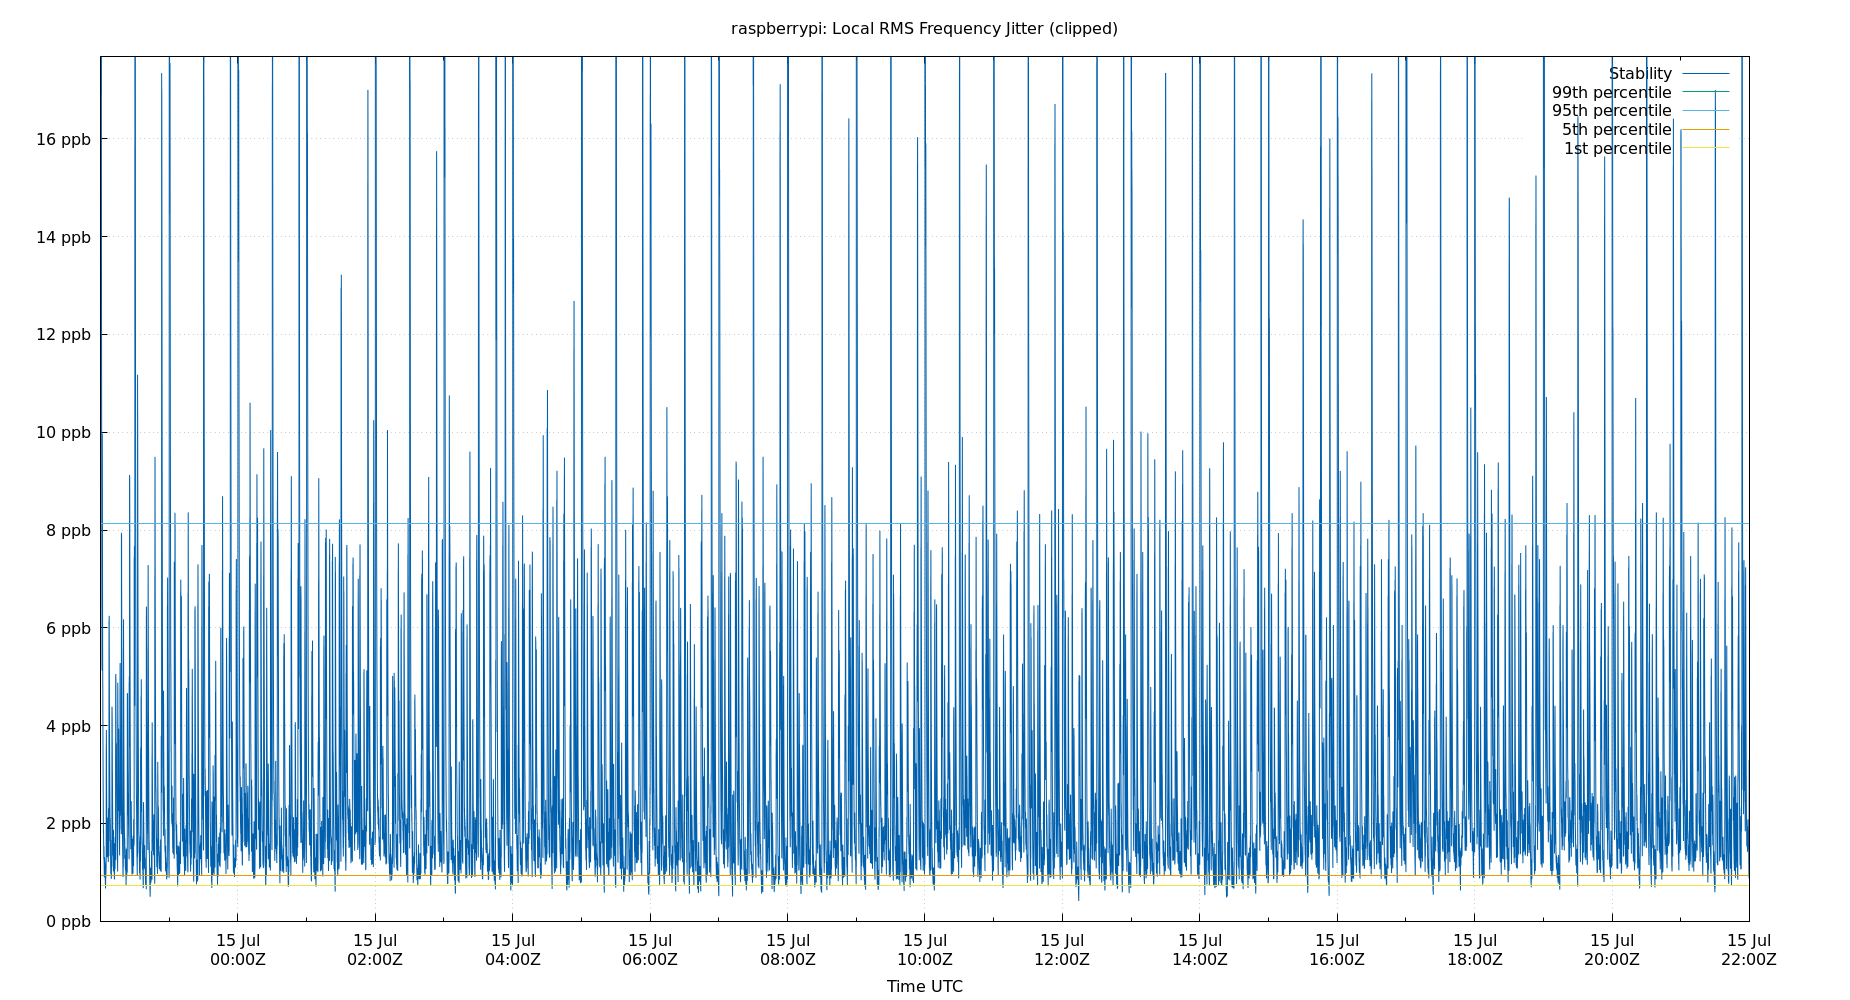 raspberrypi: Local RMS Frequency Jitter (clipped)
Stability
99th percentile
95th percentile
5th percentile
1st percentile
16 ppb
14 ppb
12 ppb
10 ppb
8 ppb
6 ppb
4 ppb
2 ppb
0 ppb
15 Jul 15 Jul 15 Jul 15 Jul 15 Jul 15 Jul 15 Jul 15 Jul 15 Jul 15 Jul 15 Jul 15 Jul
00:00Z 02:00Z 04:00Z 06:00Z 08:00Z 10:00Z 12:00Z 14:00Z 16:00Z 18:00Z 20:00Z 22:00Z
Time UTC